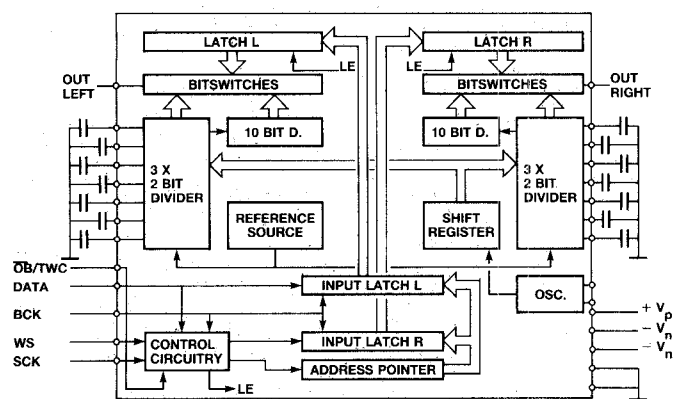 LATCH L
LATCH R
LE
LE
OUT
LEFT
BITSWITCHES
BITSWITCHES
OUT
RIGHT
10 BIT D.
10 BIT D.
3 X
2 BIT
DIVIDER
3 X
2 BIT
DIVIDER
REFERENCE
SOURCE
SHIFT
REGISTER
OB/TWC
DATA
INPUT LATCH L
OSC.
+ Vp
BCK
- Vn
WS
CONTROL
CIRCUITRY
INPUT LATCH R
- Vn
SCK
ADDRESS POINTER
LE